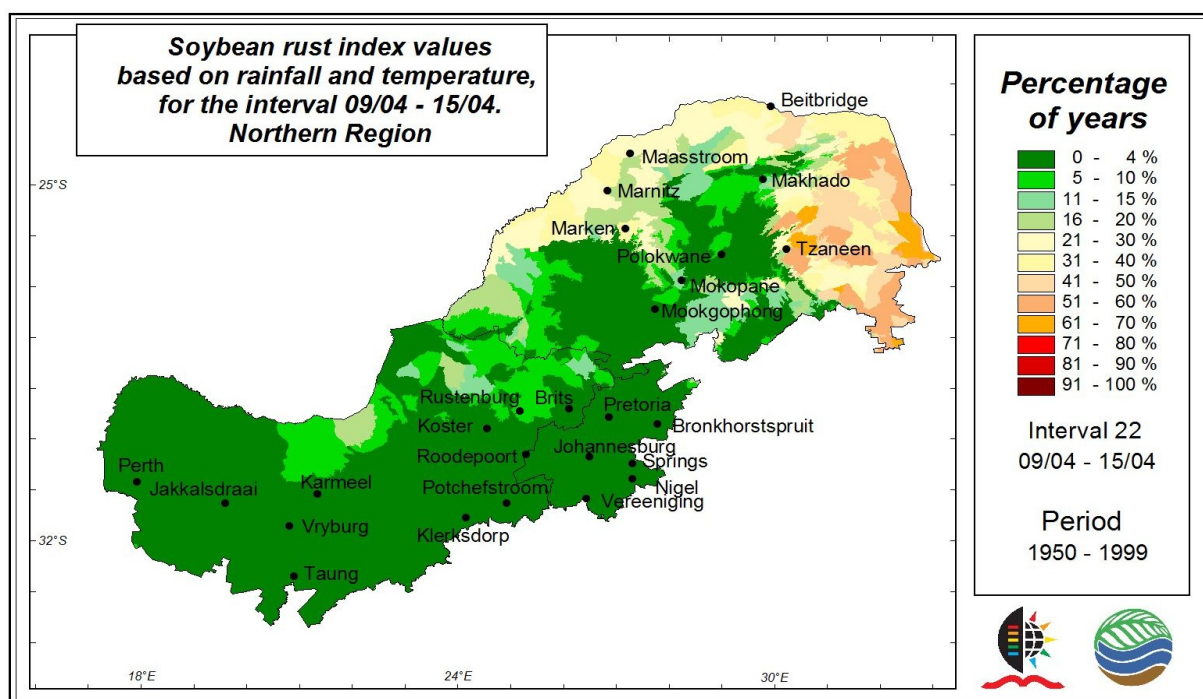 Soybean rust index values
based on rainfall and temperature,
for the interval 09/04 - 15/04.
Northern Region
Percentage
of years
0 - 4 %
5 - 10 %
11 - 15 %
16 - 20 %
21 - 30 %
31 - 40 %
41 - 50 %
51 - 60 %
61 - 70 %
71 - 80 %
81 - 90 %
91 - 100 %
Interval 22
09/04 - 15/04
Period
1950 - 1999
Beitbridge
Maasstroom
Makhado
25°S
Marnitz
Marken
Tzaneen
Polokwane
Mokopane
Mookgophong
Rustenburg
Brits
Pretoria
Koster
Bronkhorstspruit
Johannesburg
Roodepoort
Springs
Perth
Karmeel
Jakkalsdraai
Potchefstroom
Nigel
Vereeniging
Vryburg
Klerksdorp
32°S
Taung
18°E
24°E
30°E